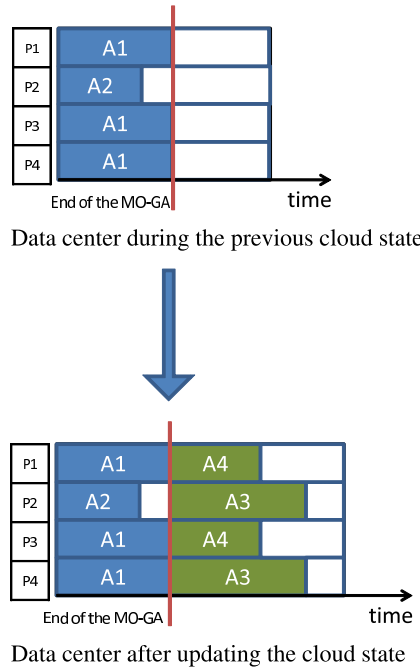 P1 A1
P2 A2
P3 A1
P4 A1
End of the MO-GA time
Data center during the previous cloud state
P1 A1 A4
P2 A2 A3
P3 A1 A4
P4 A1 A3
End of the MO-GA time
Data center after updating the cloud state